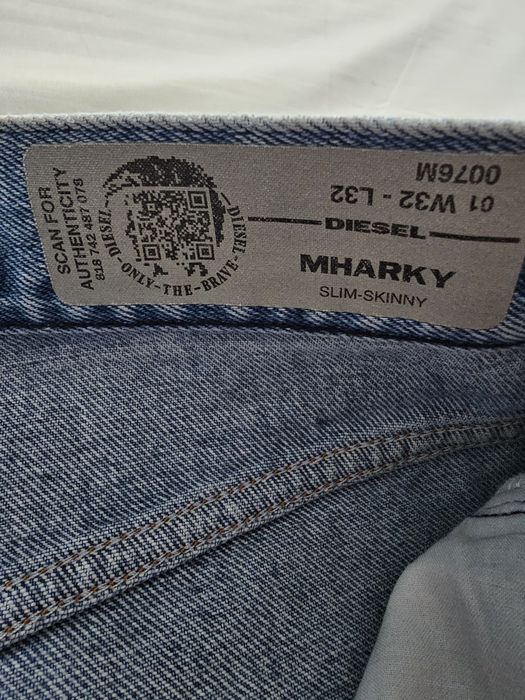 SCAN FOR
AUTHENTICITY
818 742 487 078
DIESEL
ONLY-THE-BRAVE
DIESEL
0076M
01 W32 - L32
DIESEL
MHARKY
SLIM-SKINNY